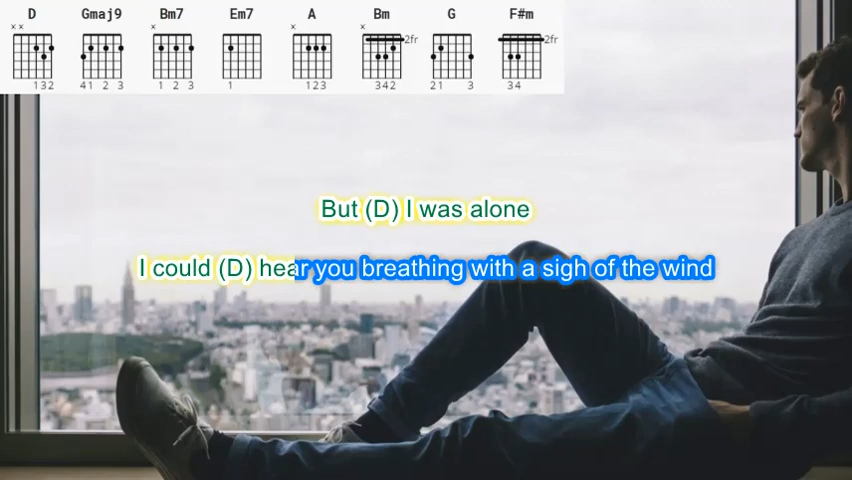 D Gmaj9 Bm7 Em7 A Bm G F#m
×× × × × 2fr 2fr
132 41 2 3 1 2 3 1 123 342 21 3 34
But (D) I was alone
I could (D) hear you breathing with a sigh of the wind